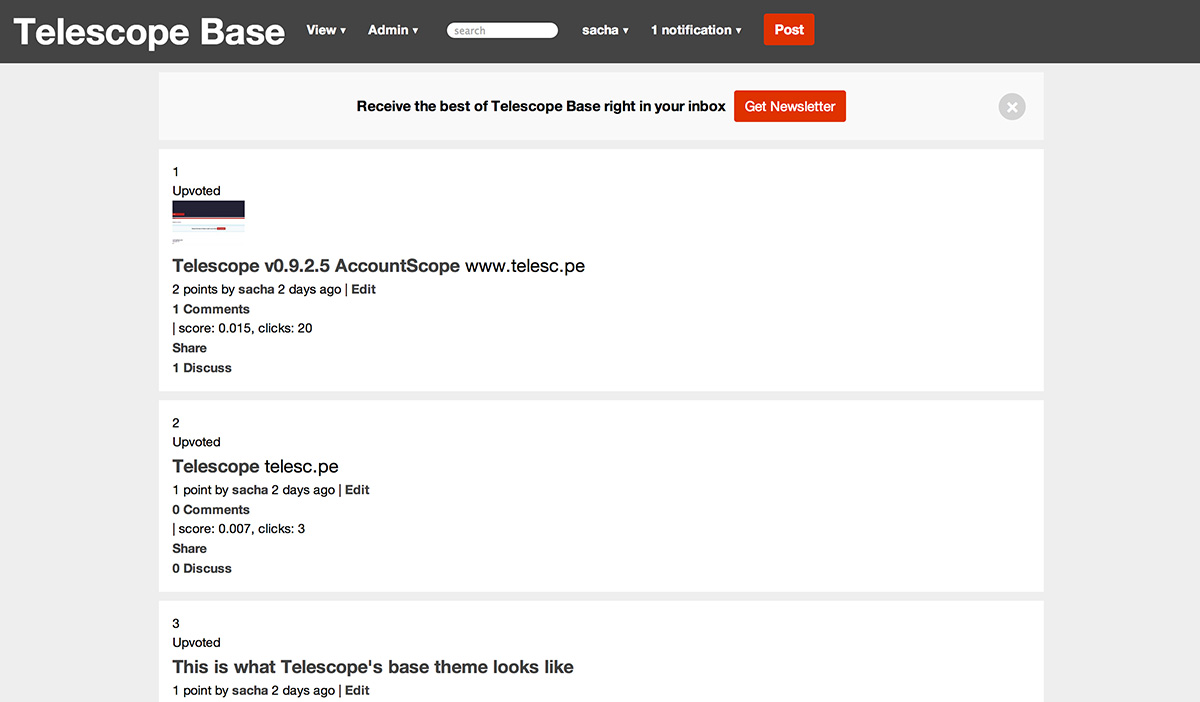 Telescope Base View ▾ Admin ▾ search sacha ▾ 1 notification ▾ Post
Receive the best of Telescope Base right in your inbox Get Newsletter
1
Upvoted
Telescope v0.9.2.5 AccountScope www.telesc.pe
2 points by sacha 2 days ago | Edit
1 Comments
| score: 0.015, clicks: 20
Share
1 Discuss
2
Upvoted
Telescope telesc.pe
1 point by sacha 2 days ago | Edit
0 Comments
| score: 0.007, clicks: 3
Share
0 Discuss
3
Upvoted
This is what Telescope's base theme looks like
1 point by sacha 2 days ago | Edit